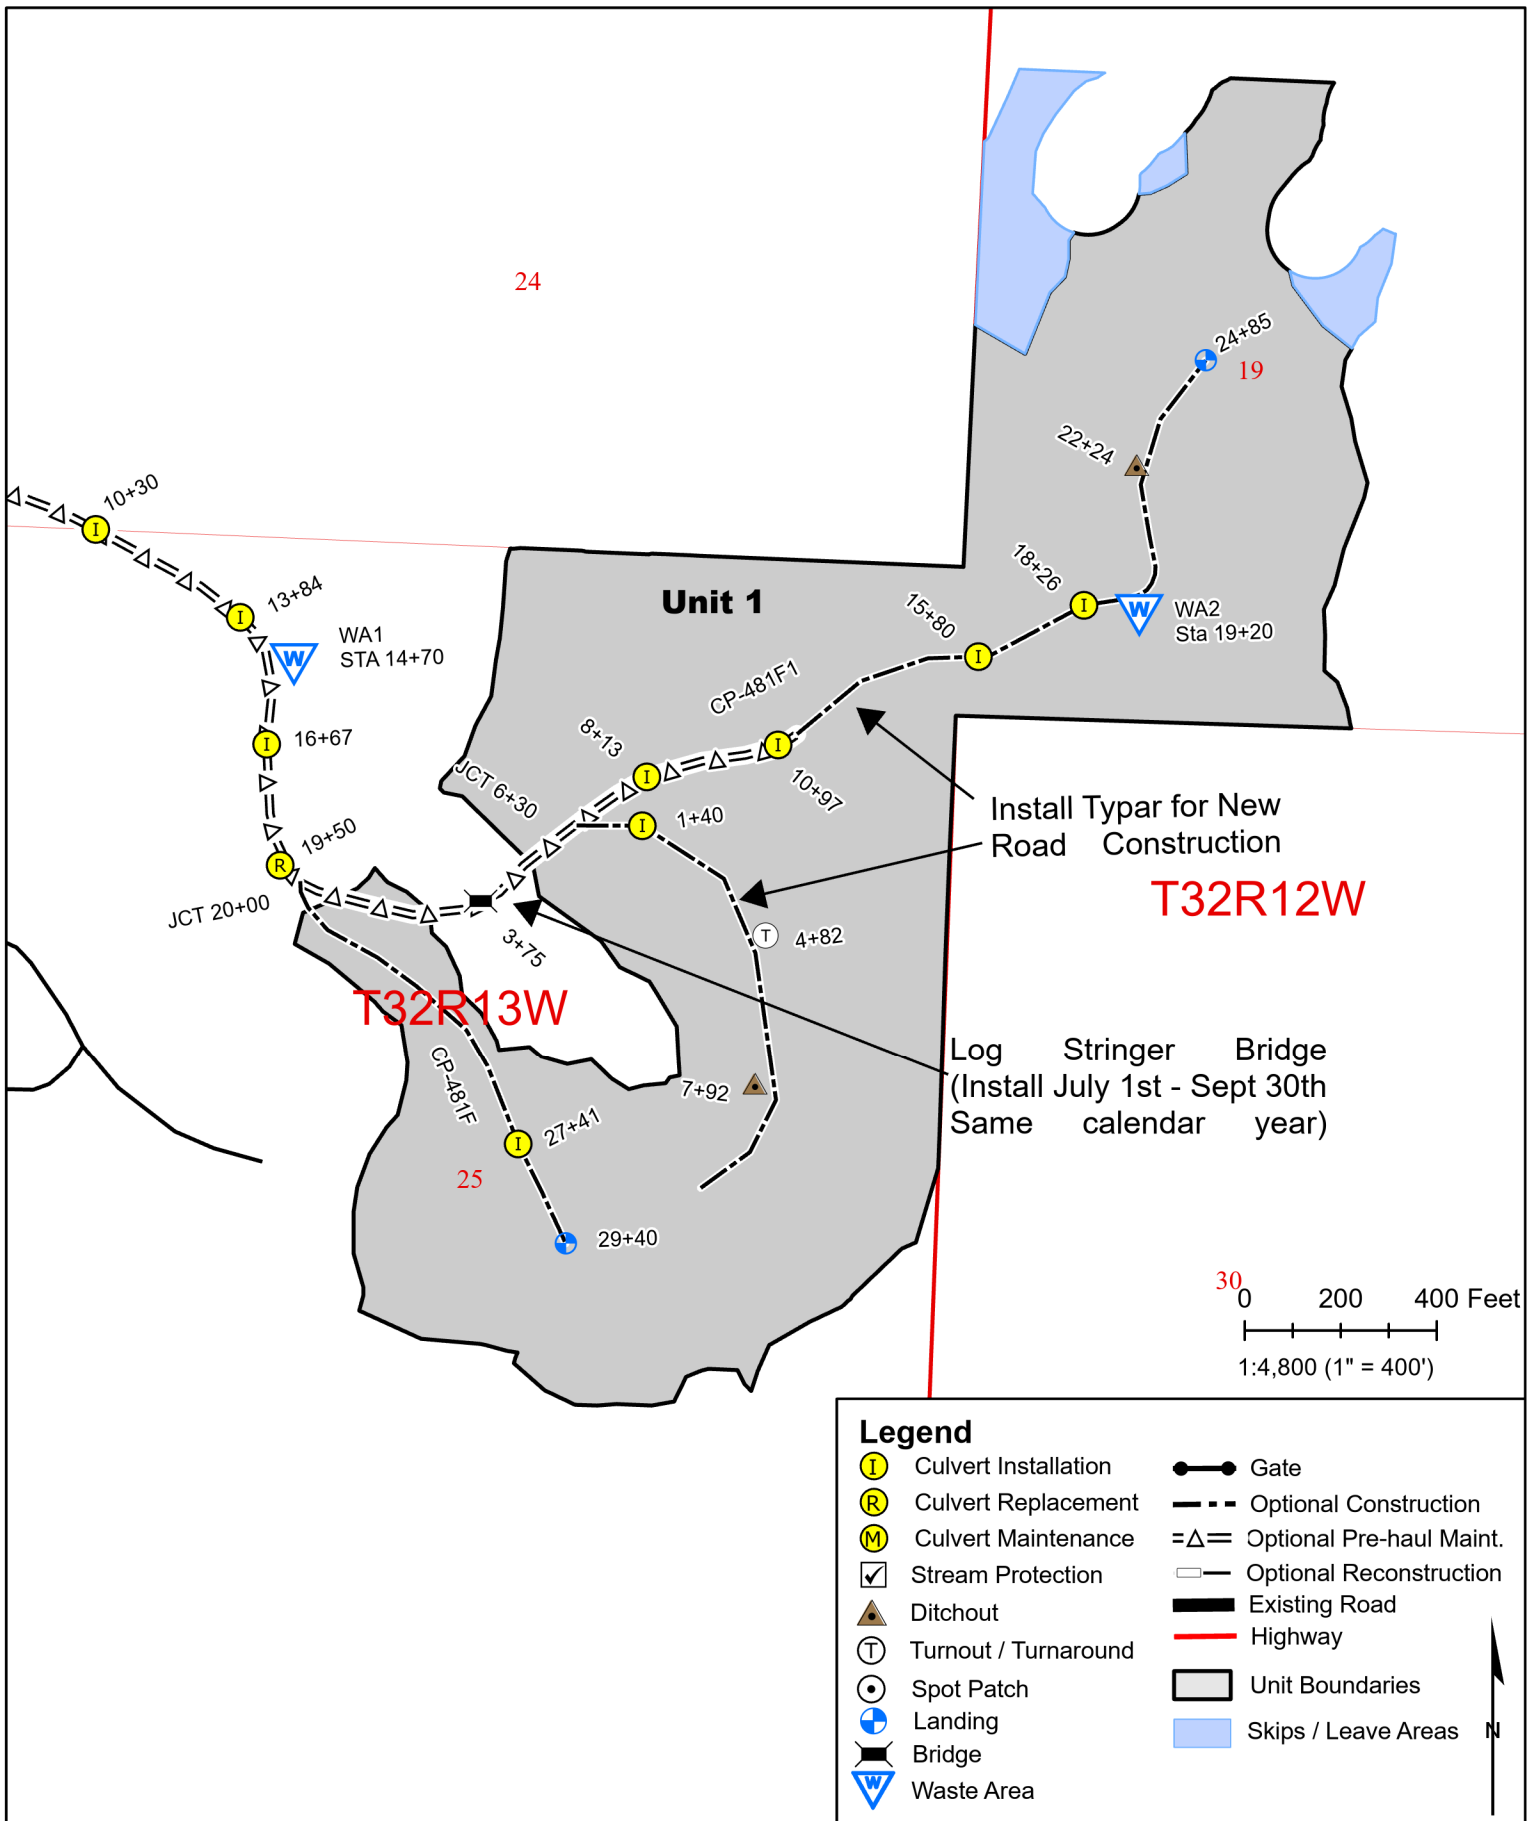 24
24+85
19
22+24
10+30
18+26
Unit 1
13+84
15+80
WA2
Sta 19+20
WA1
STA 14+70
CP-481F1
8+13
16+67
JCT 6+30
10+97
Install Typar for New
Road Construction
1+40
19+50
T32R12W
JCT 20+00
3+75
T
4+82
T32R13W
Log Stringer Bridge
(Install July 1st - Sept 30th
Same calendar year)
CP-481F
7+92
27+41
25
29+40
30
0 200 400 Feet
1:4,800 (1" = 400')
I
I
W
I
R
I
I
I
I
I
W
I
Legend
I Culvert Installation
R Culvert Replacement
M Culvert Maintenance
Stream Protection
Ditchout
T Turnout / Turnaround
Spot Patch
Landing
Bridge
W Waste Area
Gate
Optional Construction
Optional Pre-haul Maint.
Optional Reconstruction
Existing Road
Highway
Unit Boundaries
Skips / Leave Areas
N